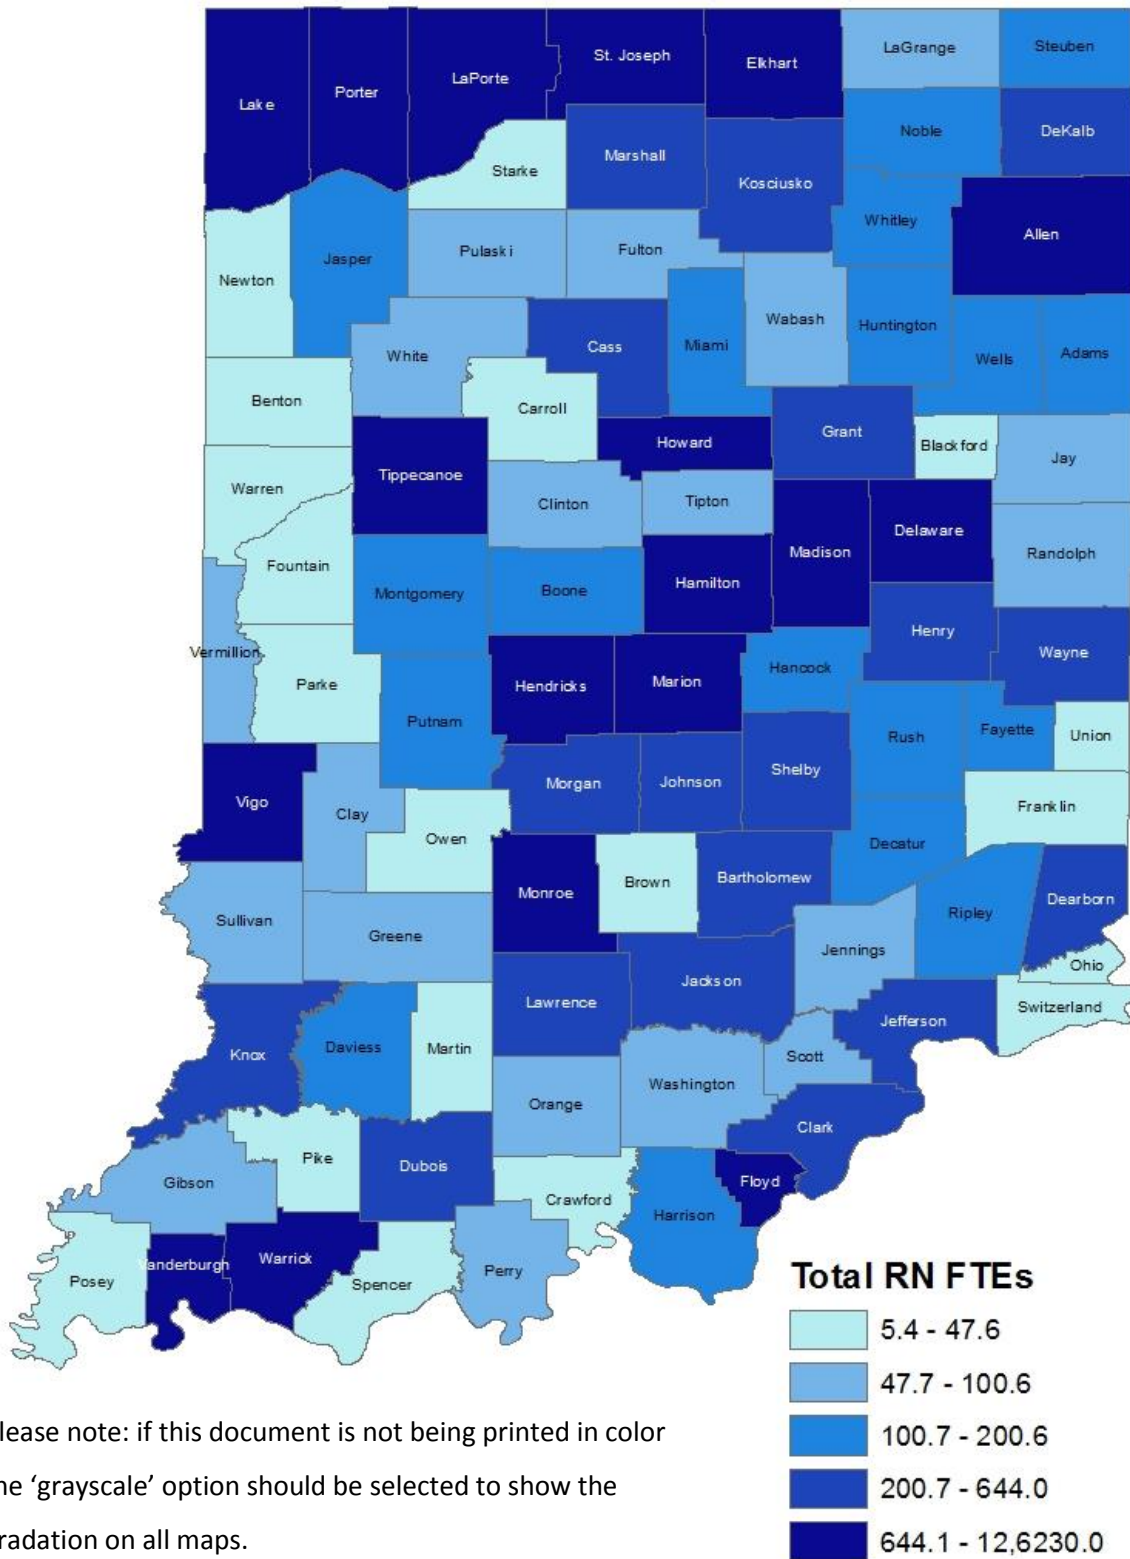 LaGrange
Steuben
St. Joseph
Elkhart
LaPorte
Porter
Lake
Noble
DeKalb
Marshall
Starke
Kosciusko
Whitley
Allen
Pulaski
Fulton
Jasper
Newton
Wabash
Huntington
White
Cass
Miami
Wells
Adams
Benton
Carroll
Howard
Grant
Blackford
Jay
Tippecanoe
Warren
Clinton
Tipton
Madison
Delaware
Randolph
Fountain
Montgomery
Boone
Hamilton
Henry
Wayne
Vermillion
Parke
Hendricks
Marion
Hancock
Putnam
Rush
Fayette
Union
Morgan
Johnson
Shelby
Vigo
Clay
Franklin
Owen
Decatur
Monroe
Brown
Bartholomew
Dearborn
Sullivan
Greene
Ripley
Jennings
Ohio
Lawrence
Jackson
Switzerland
Jefferson
Knox
Daviess
Martin
Scott
Washington
Orange
Clark
Pike
Dubois
Gibson
Floyd
Crawford
Harrison
Vanderburgh
Warrick
Posey
Spencer
Perry
Total RN FTEs
5.4 - 47.6
47.7 - 100.6
100.7 - 200.6
200.7 - 644.0
644.1 - 12,6230.0
lease note: if this document is not being printed in color
he ‘grayscale’ option should be selected to show the
radation on all maps.